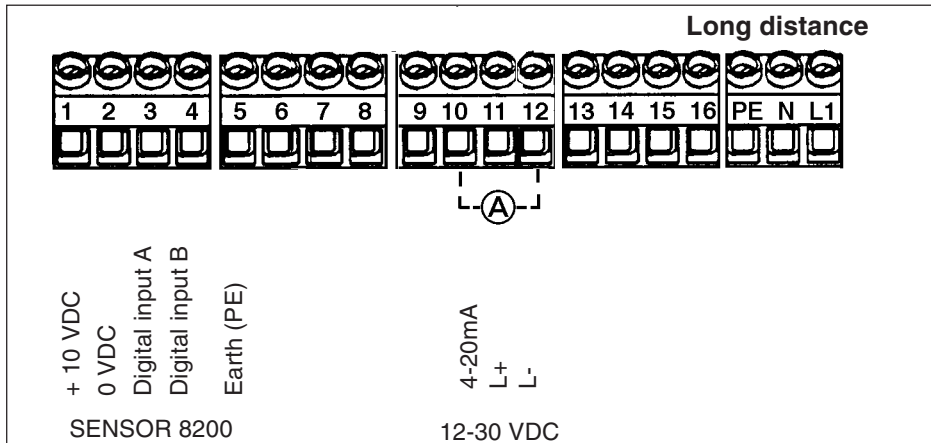 Long distance
1 2 3 4 5 6 7 8 9 10 11 12 13 14 15 16 PE N L1
A
+ 10 VDC
0 VDC
Digital input A
Digital input B
Earth (PE)
4-20mA
L+
L-
SENSOR 8200 12-30 VDC